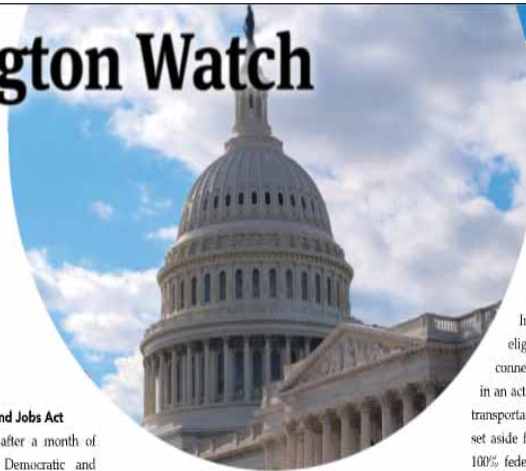 gton Watch
nd Jobs Act
after a month of
Democratic and
In
elig
conne
in an act
transporta
set aside f
100% fede